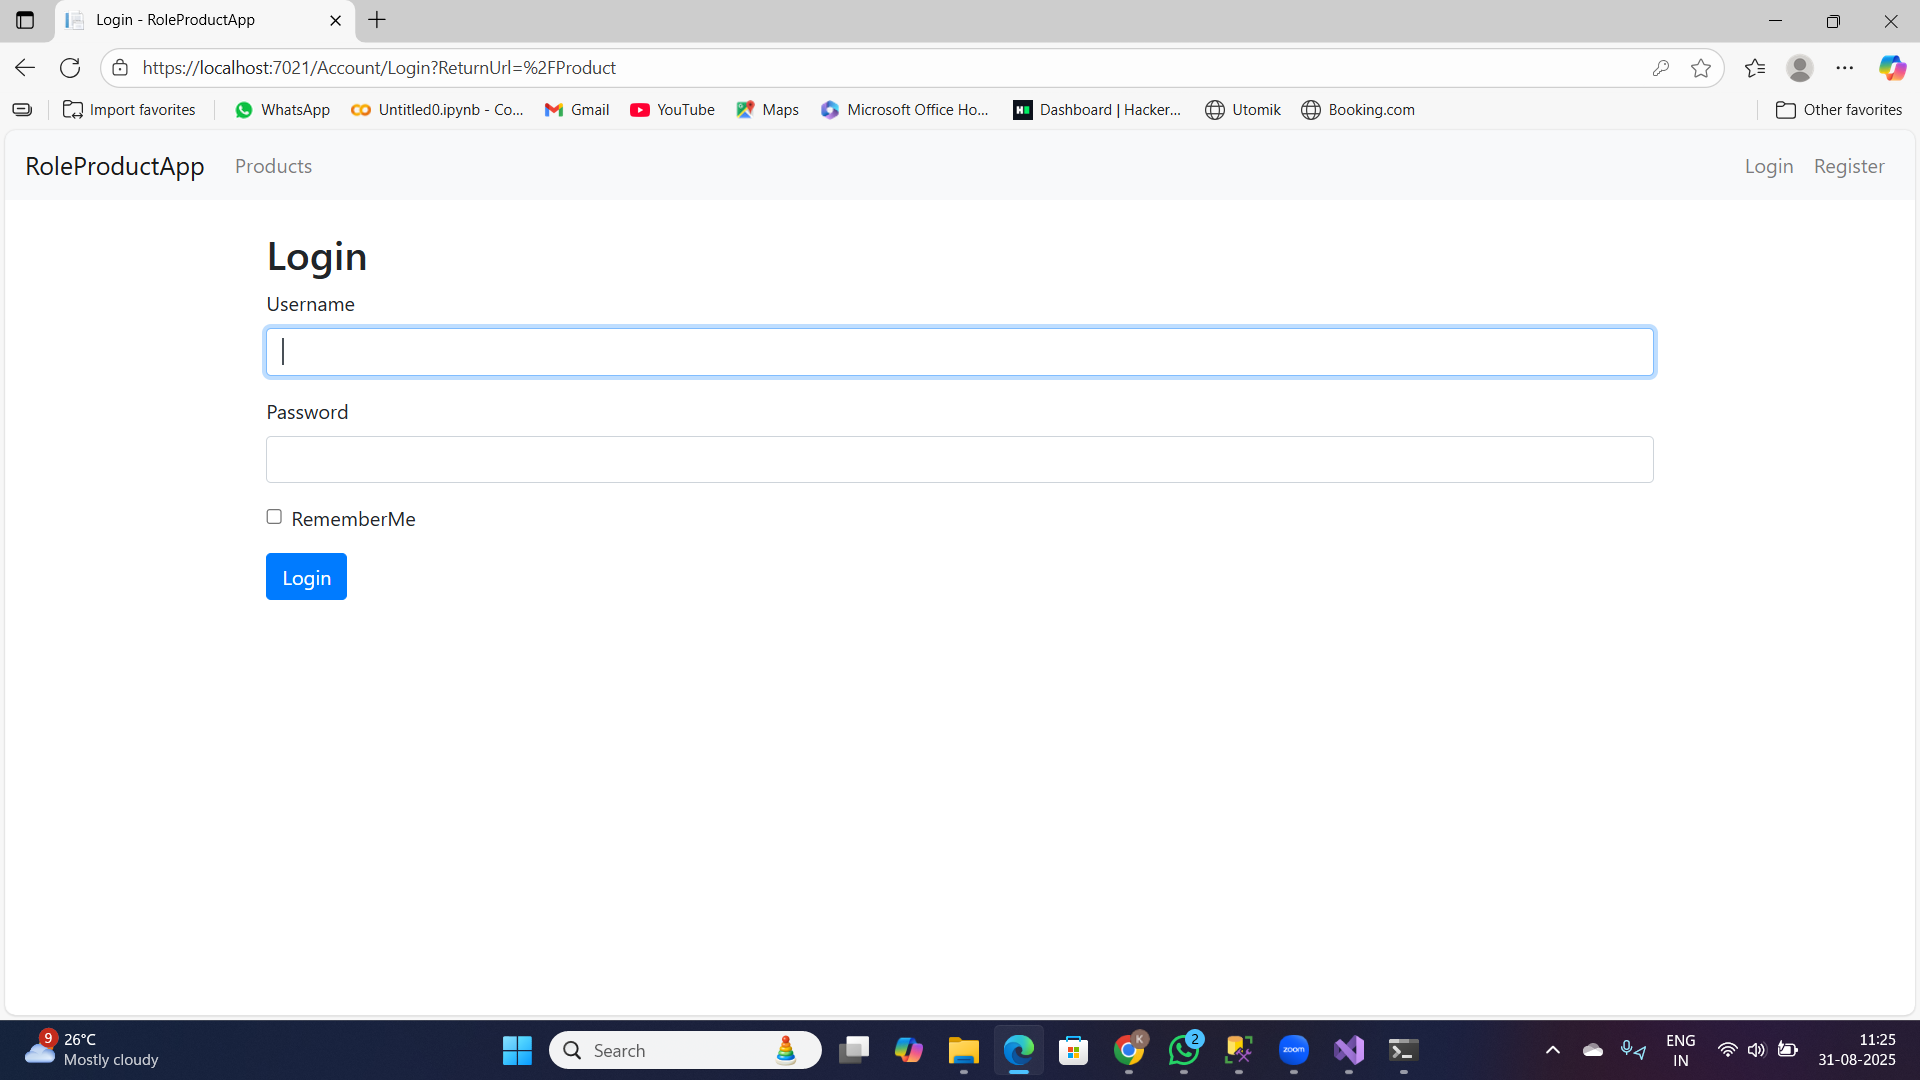 Login - RoleProductApp
https://localhost:7021/Account/Login?ReturnUrl=%2FProduct
Import favorites
WhatsApp
Untitled0.ipynb - Co...
Gmail
YouTube
Maps
Microsoft Office Ho...
Dashboard | Hacker...
Utomik
Booking.com
Other favorites
RoleProductApp
Products
Login
Register
Login
Username
Password
RememberMe
Login
9
26°C
Mostly cloudy
Search
K
2
zoom
ENG
IN
11:25
31-08-2025